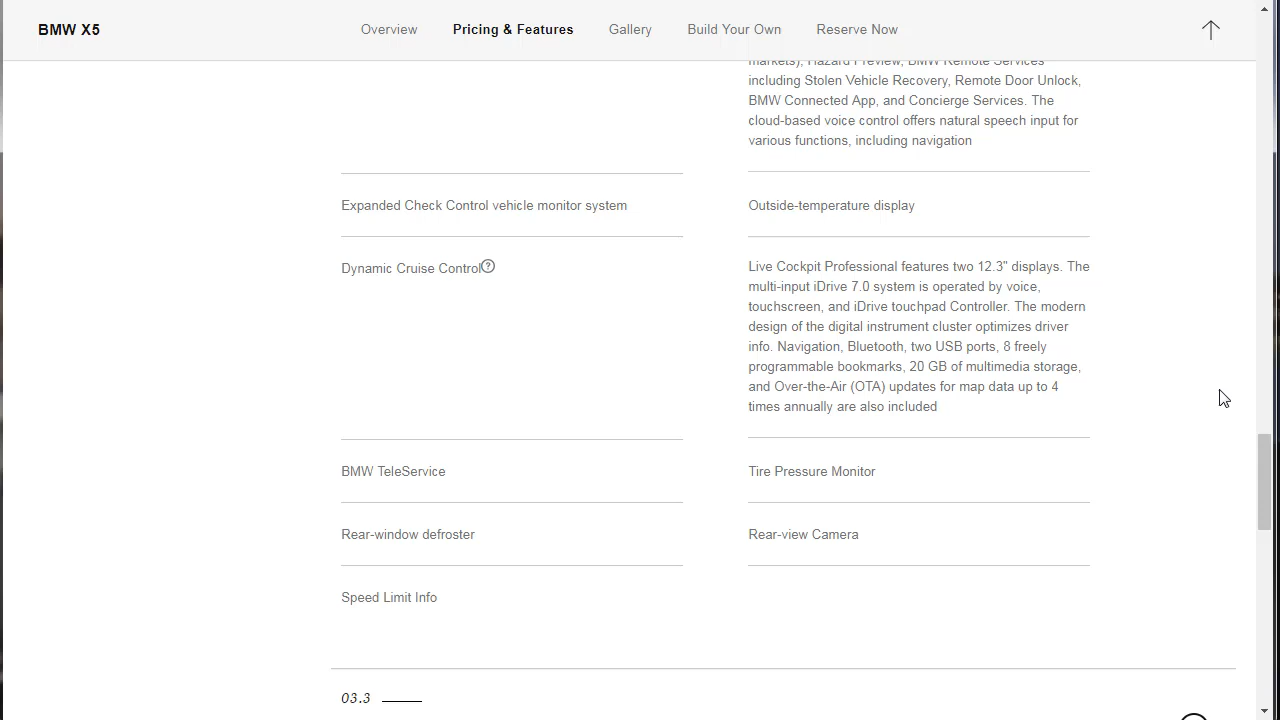 BMW X5
Overview
Pricing & Features
Gallery
Build Your Own
Reserve Now
markets), Hazard Preview, BMW Remote Services
including Stolen Vehicle Recovery, Remote Door Unlock,
BMW Connected App, and Concierge Services. The
cloud-based voice control offers natural speech input for
various functions, including navigation
Expanded Check Control vehicle monitor system
Outside-temperature display
Dynamic Cruise Control
Live Cockpit Professional features two 12.3" displays. The
multi-input iDrive 7.0 system is operated by voice,
touchscreen, and iDrive touchpad Controller. The modern
design of the digital instrument cluster optimizes driver
info. Navigation, Bluetooth, two USB ports, 8 freely
programmable bookmarks, 20 GB of multimedia storage,
and Over-the-Air (OTA) updates for map data up to 4
times annually are also included
BMW TeleService
Tire Pressure Monitor
Rear-window defroster
Rear-view Camera
Speed Limit Info
03.3